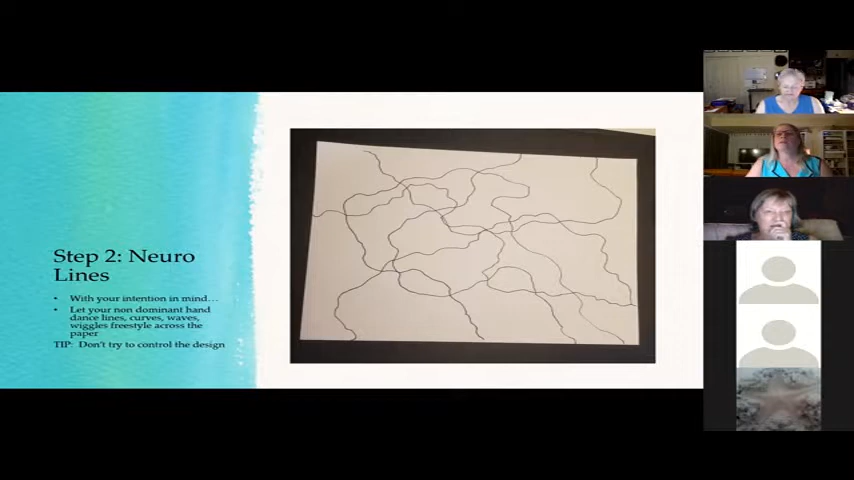 Step 2: Neuro
Lines
• With your intention in mind…
• Let your non dominant hand
dance lines, curves, waves,
wiggles freestyle across the
paper
TIP: Don't try to control the design